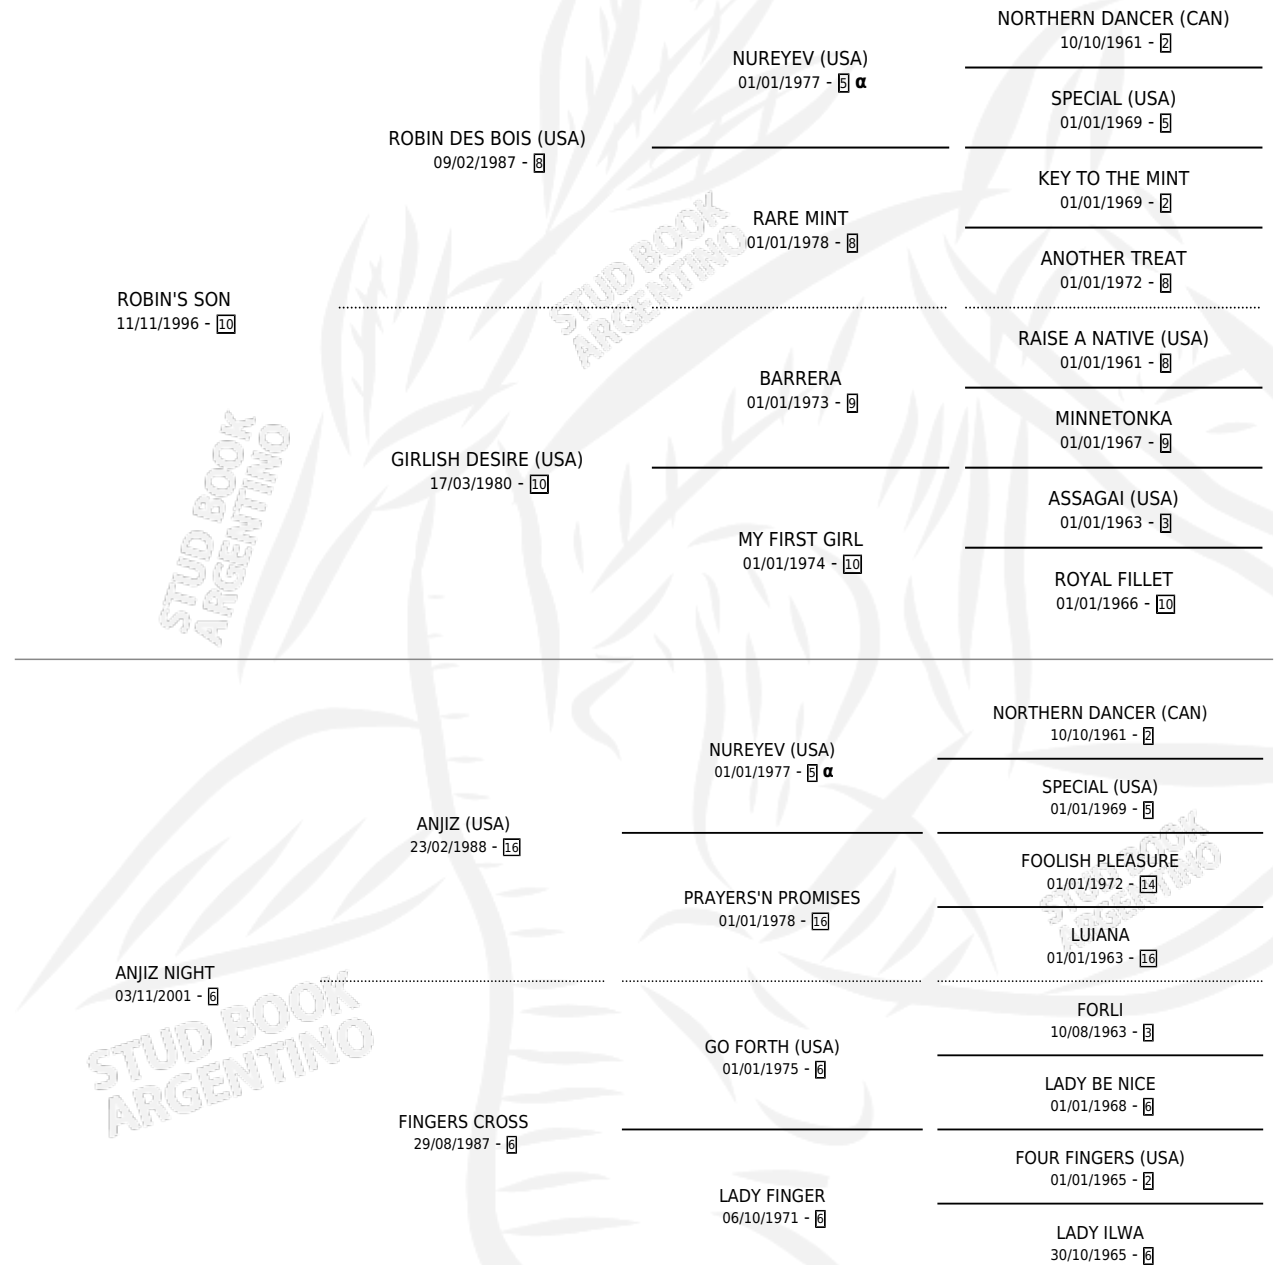 NORTHERN DANCER (CAN)
10/10/1961 - 2
NUREYEV (USA)
01/01/1977 - 5 α
SPECIAL (USA)
01/01/1969 - 5
ROBIN DES BOIS (USA)
09/02/1987 - 8
KEY TO THE MINT
01/01/1969 - 2
RARE MINT
01/01/1978 - 8
ANOTHER TREAT
01/01/1972 - 8
ROBIN'S SON
11/11/1996 - 10
RAISE A NATIVE (USA)
01/01/1961 - 8
BARRERA
01/01/1973 - 9
MINNETONKA
01/01/1967 - 9
GIRLISH DESIRE (USA)
17/03/1980 - 10
ASSAGAI (USA)
01/01/1963 - 3
MY FIRST GIRL
01/01/1974 - 10
ROYAL FILLET
01/01/1966 - 10
NORTHERN DANCER (CAN)
10/10/1961 - 2
NUREYEV (USA)
01/01/1977 - 5 α
SPECIAL (USA)
01/01/1969 - 5
ANJIZ (USA)
23/02/1988 - 16
FOOLISH PLEASURE
01/01/1972 - 14
PRAYERS'N PROMISES
01/01/1978 - 16
LUIANA
01/01/1963 - 16
ANJIZ NIGHT
03/11/2001 - 6
FORLI
10/08/1963 - 3
GO FORTH (USA)
01/01/1975 - 6
LADY BE NICE
01/01/1968 - 6
FINGERS CROSS
29/08/1987 - 6
FOUR FINGERS (USA)
01/01/1965 - 2
LADY FINGER
06/10/1971 - 6
LADY ILWA
30/10/1965 - 6
STUD BOOK
ARGENTINO
STUD BOOK
ARGENTINO
STUD BOOK
ARGENTINO
STUD BOOK
ARGENTINO